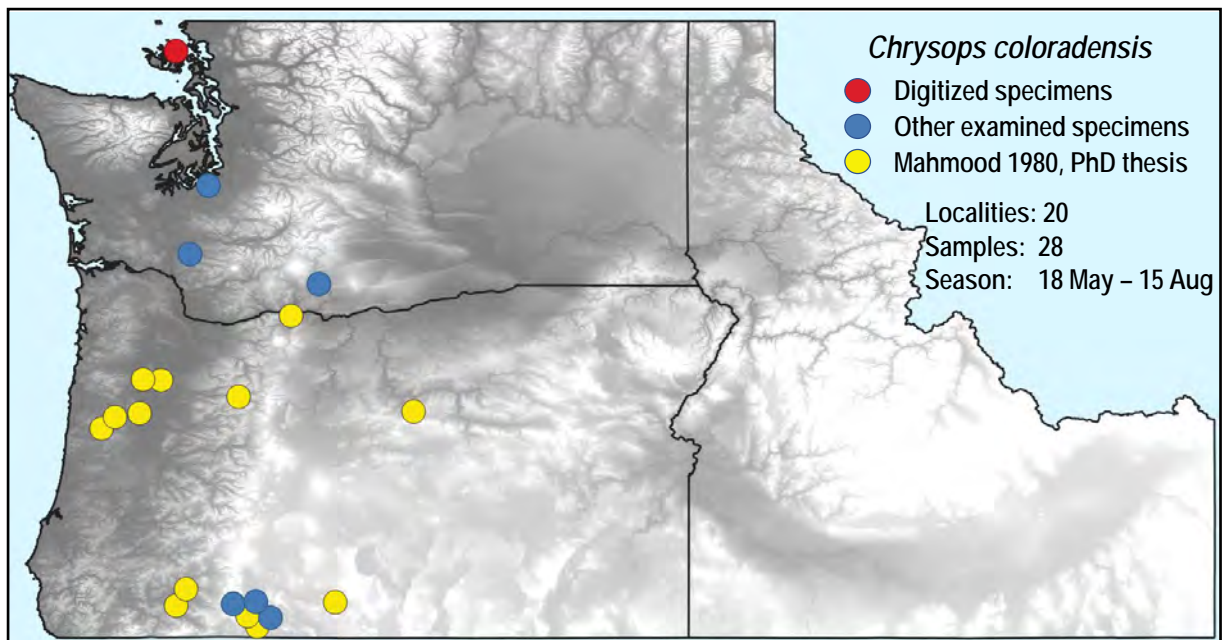 Chrysops coloradensis
Digitized specimens
Other examined specimens
Mahmood 1980, PhD thesis
Localities: 20
Samples: 28
Season: 18 May – 15 Aug